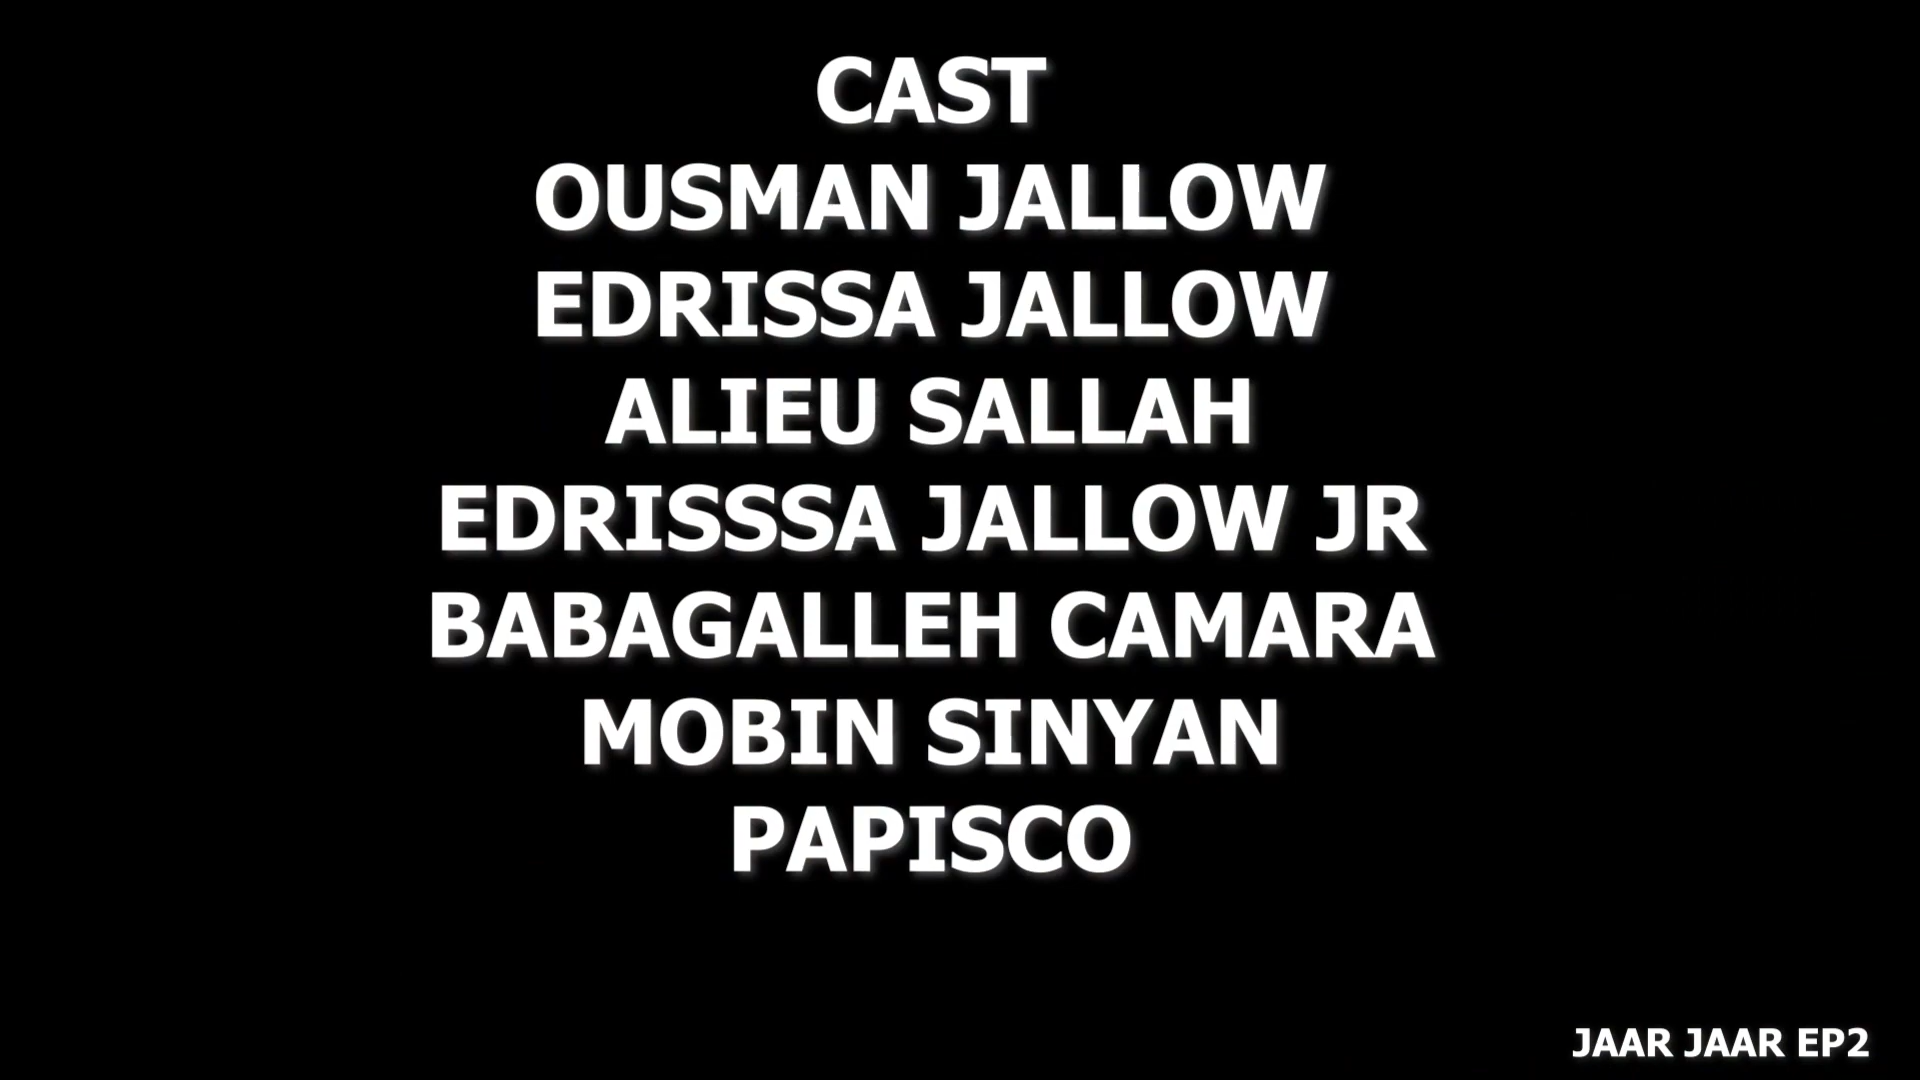 CAST
OUSMAN JALLOW
EDRISSA JALLOW
ALIEU SALLAH
EDRISSSA JALLOW JR
BABAGALLEH CAMARA
MOBIN SINYAN
PAPISCO
JAAR JAAR EP2